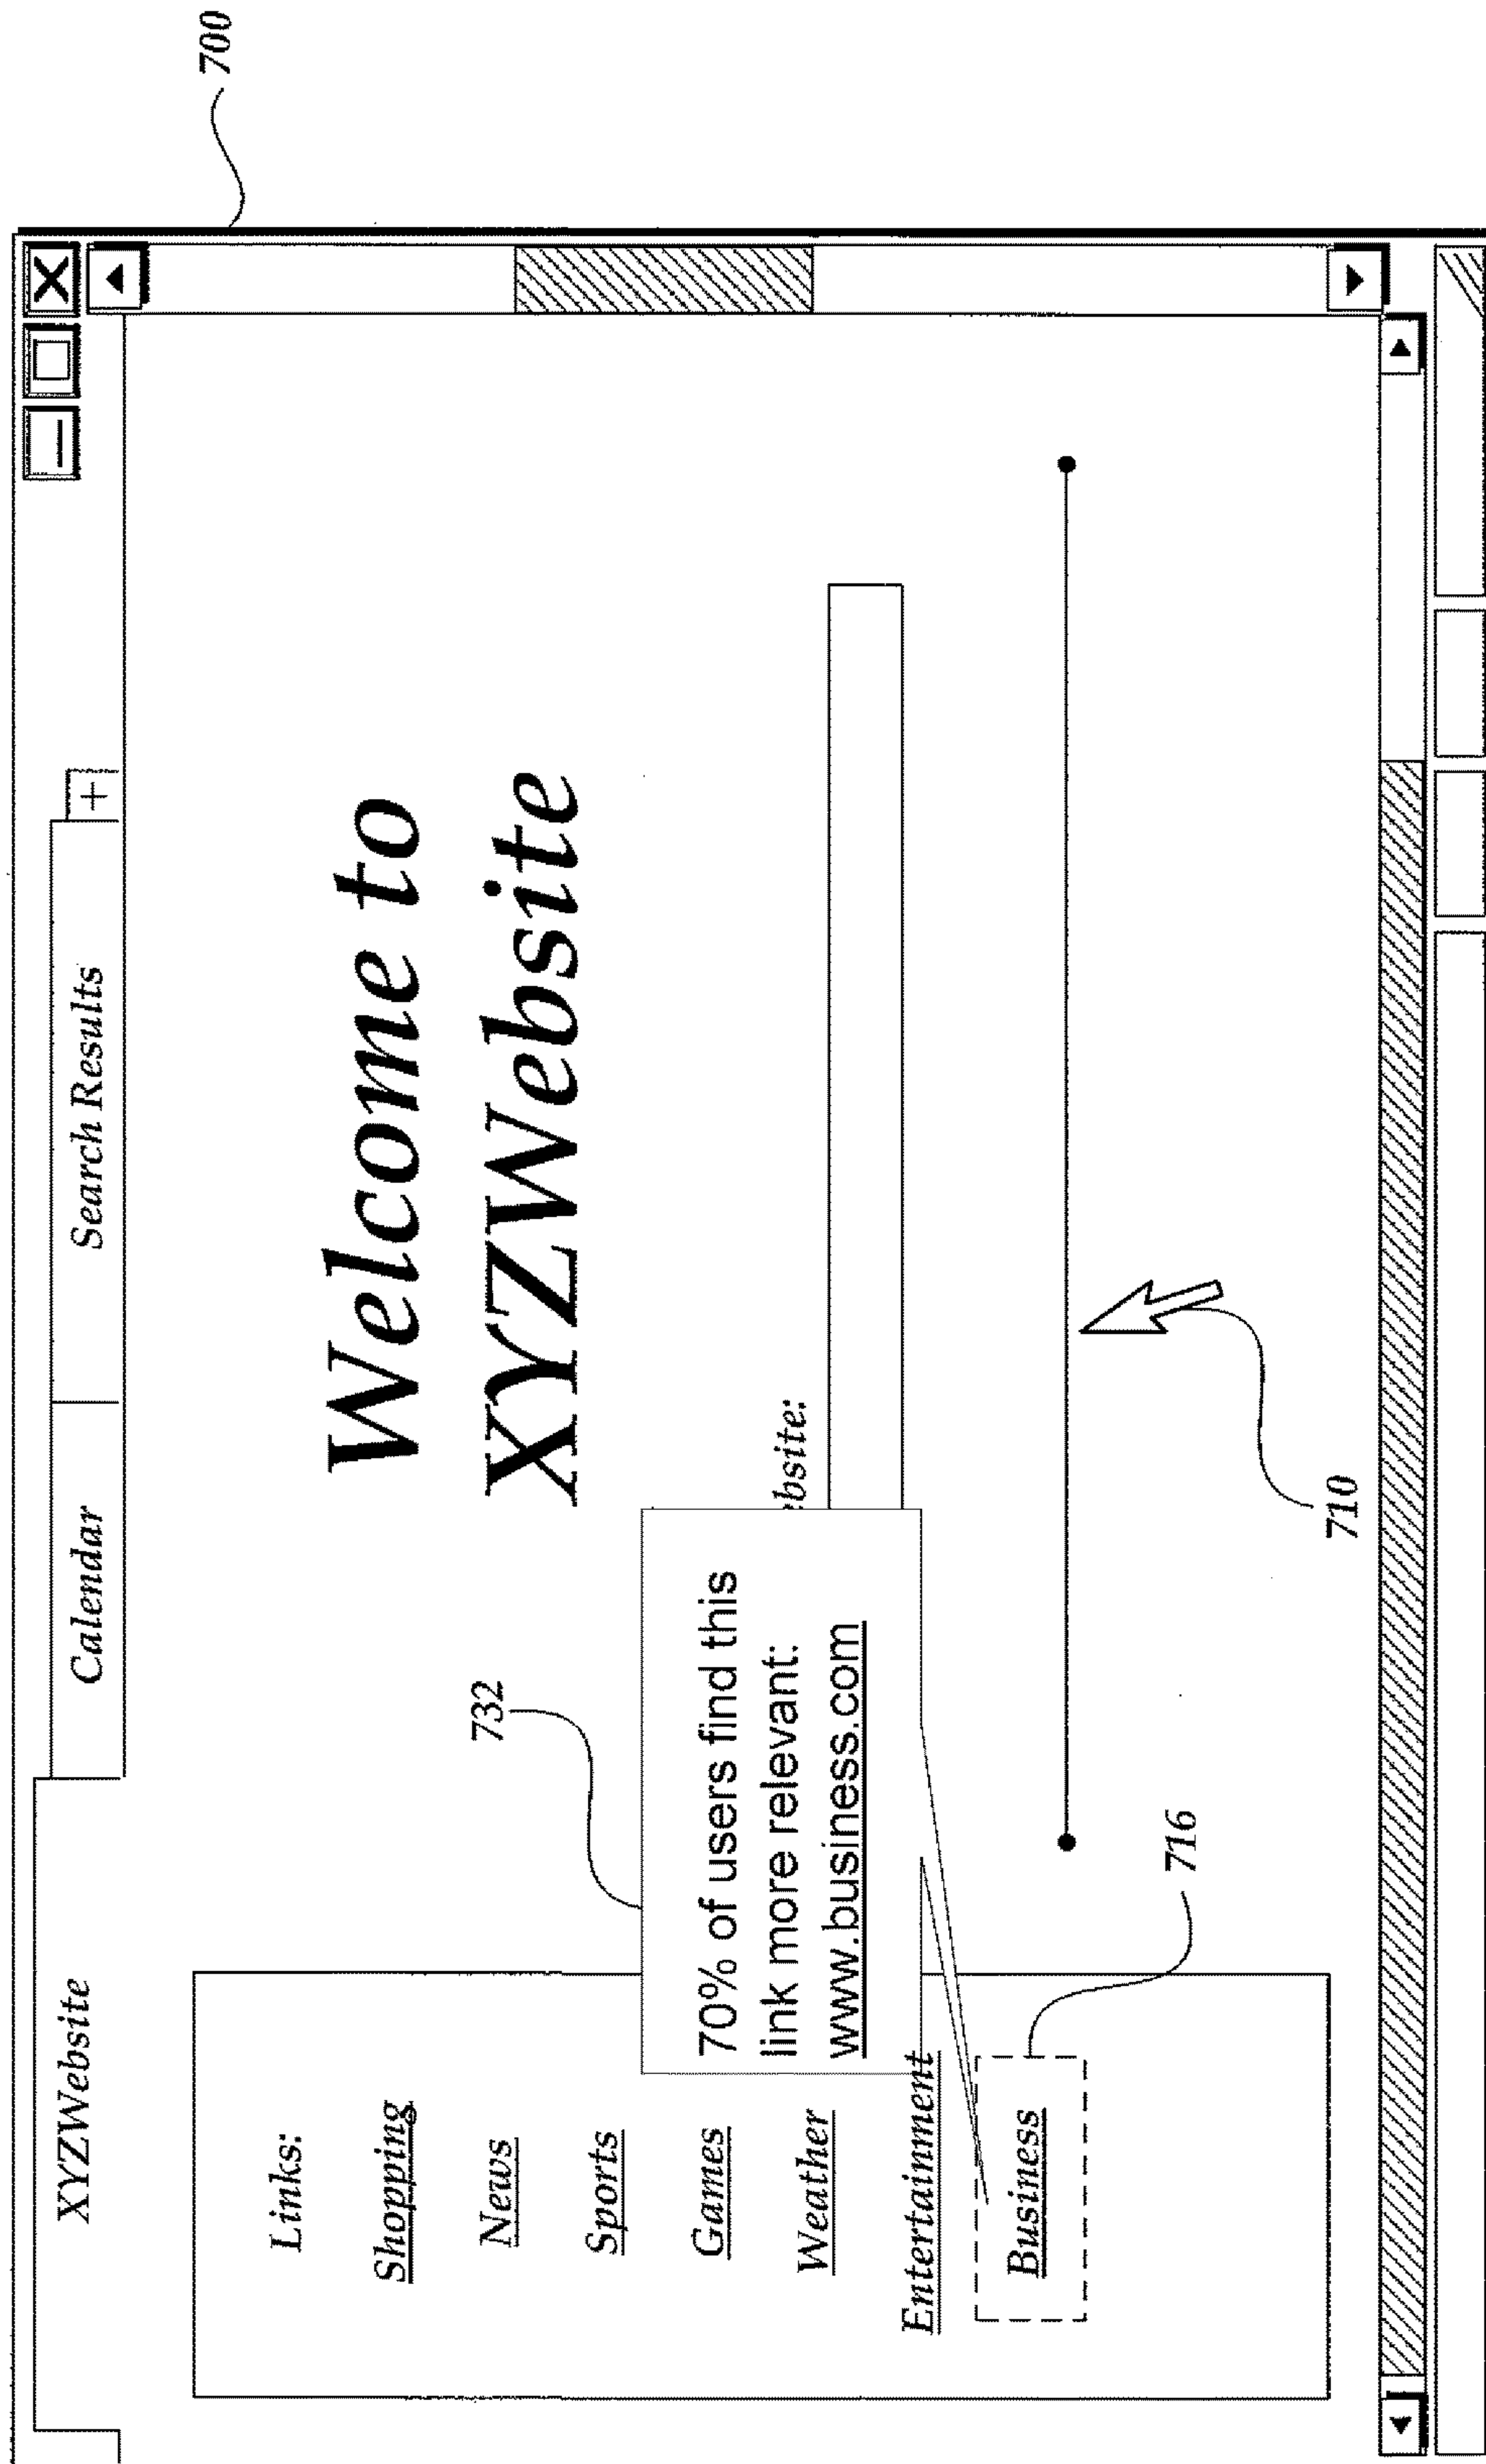 700
XYZWebsite
Calendar
Search Results
+
Welcome to
XYZWebsite
Links:
Shopping
News
Sports
Games
Weather
Entertainment
Business
732
70% of users find this
link more relevant:
www.business.com
ebsite:
716
710